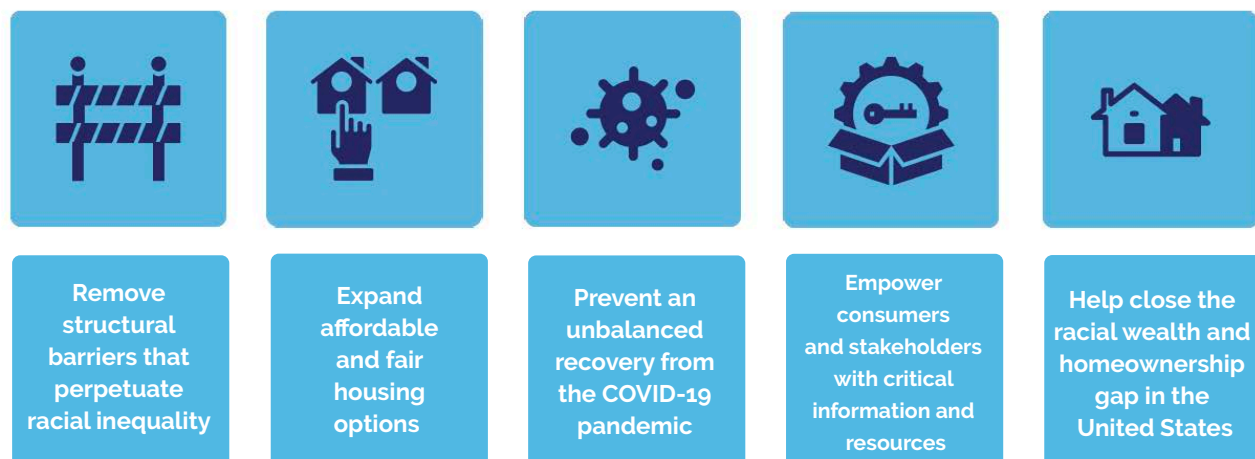 Remove
structural
barriers that
perpetuate
racial inequality
Expand
affordable
and fair
housing
options
Prevent an
unbalanced
recovery from
the COVID-19
pandemic
Empower
consumers
and stakeholders
with critical
information and
resources
Help close the
racial wealth and
homeownership
gap in the
United States